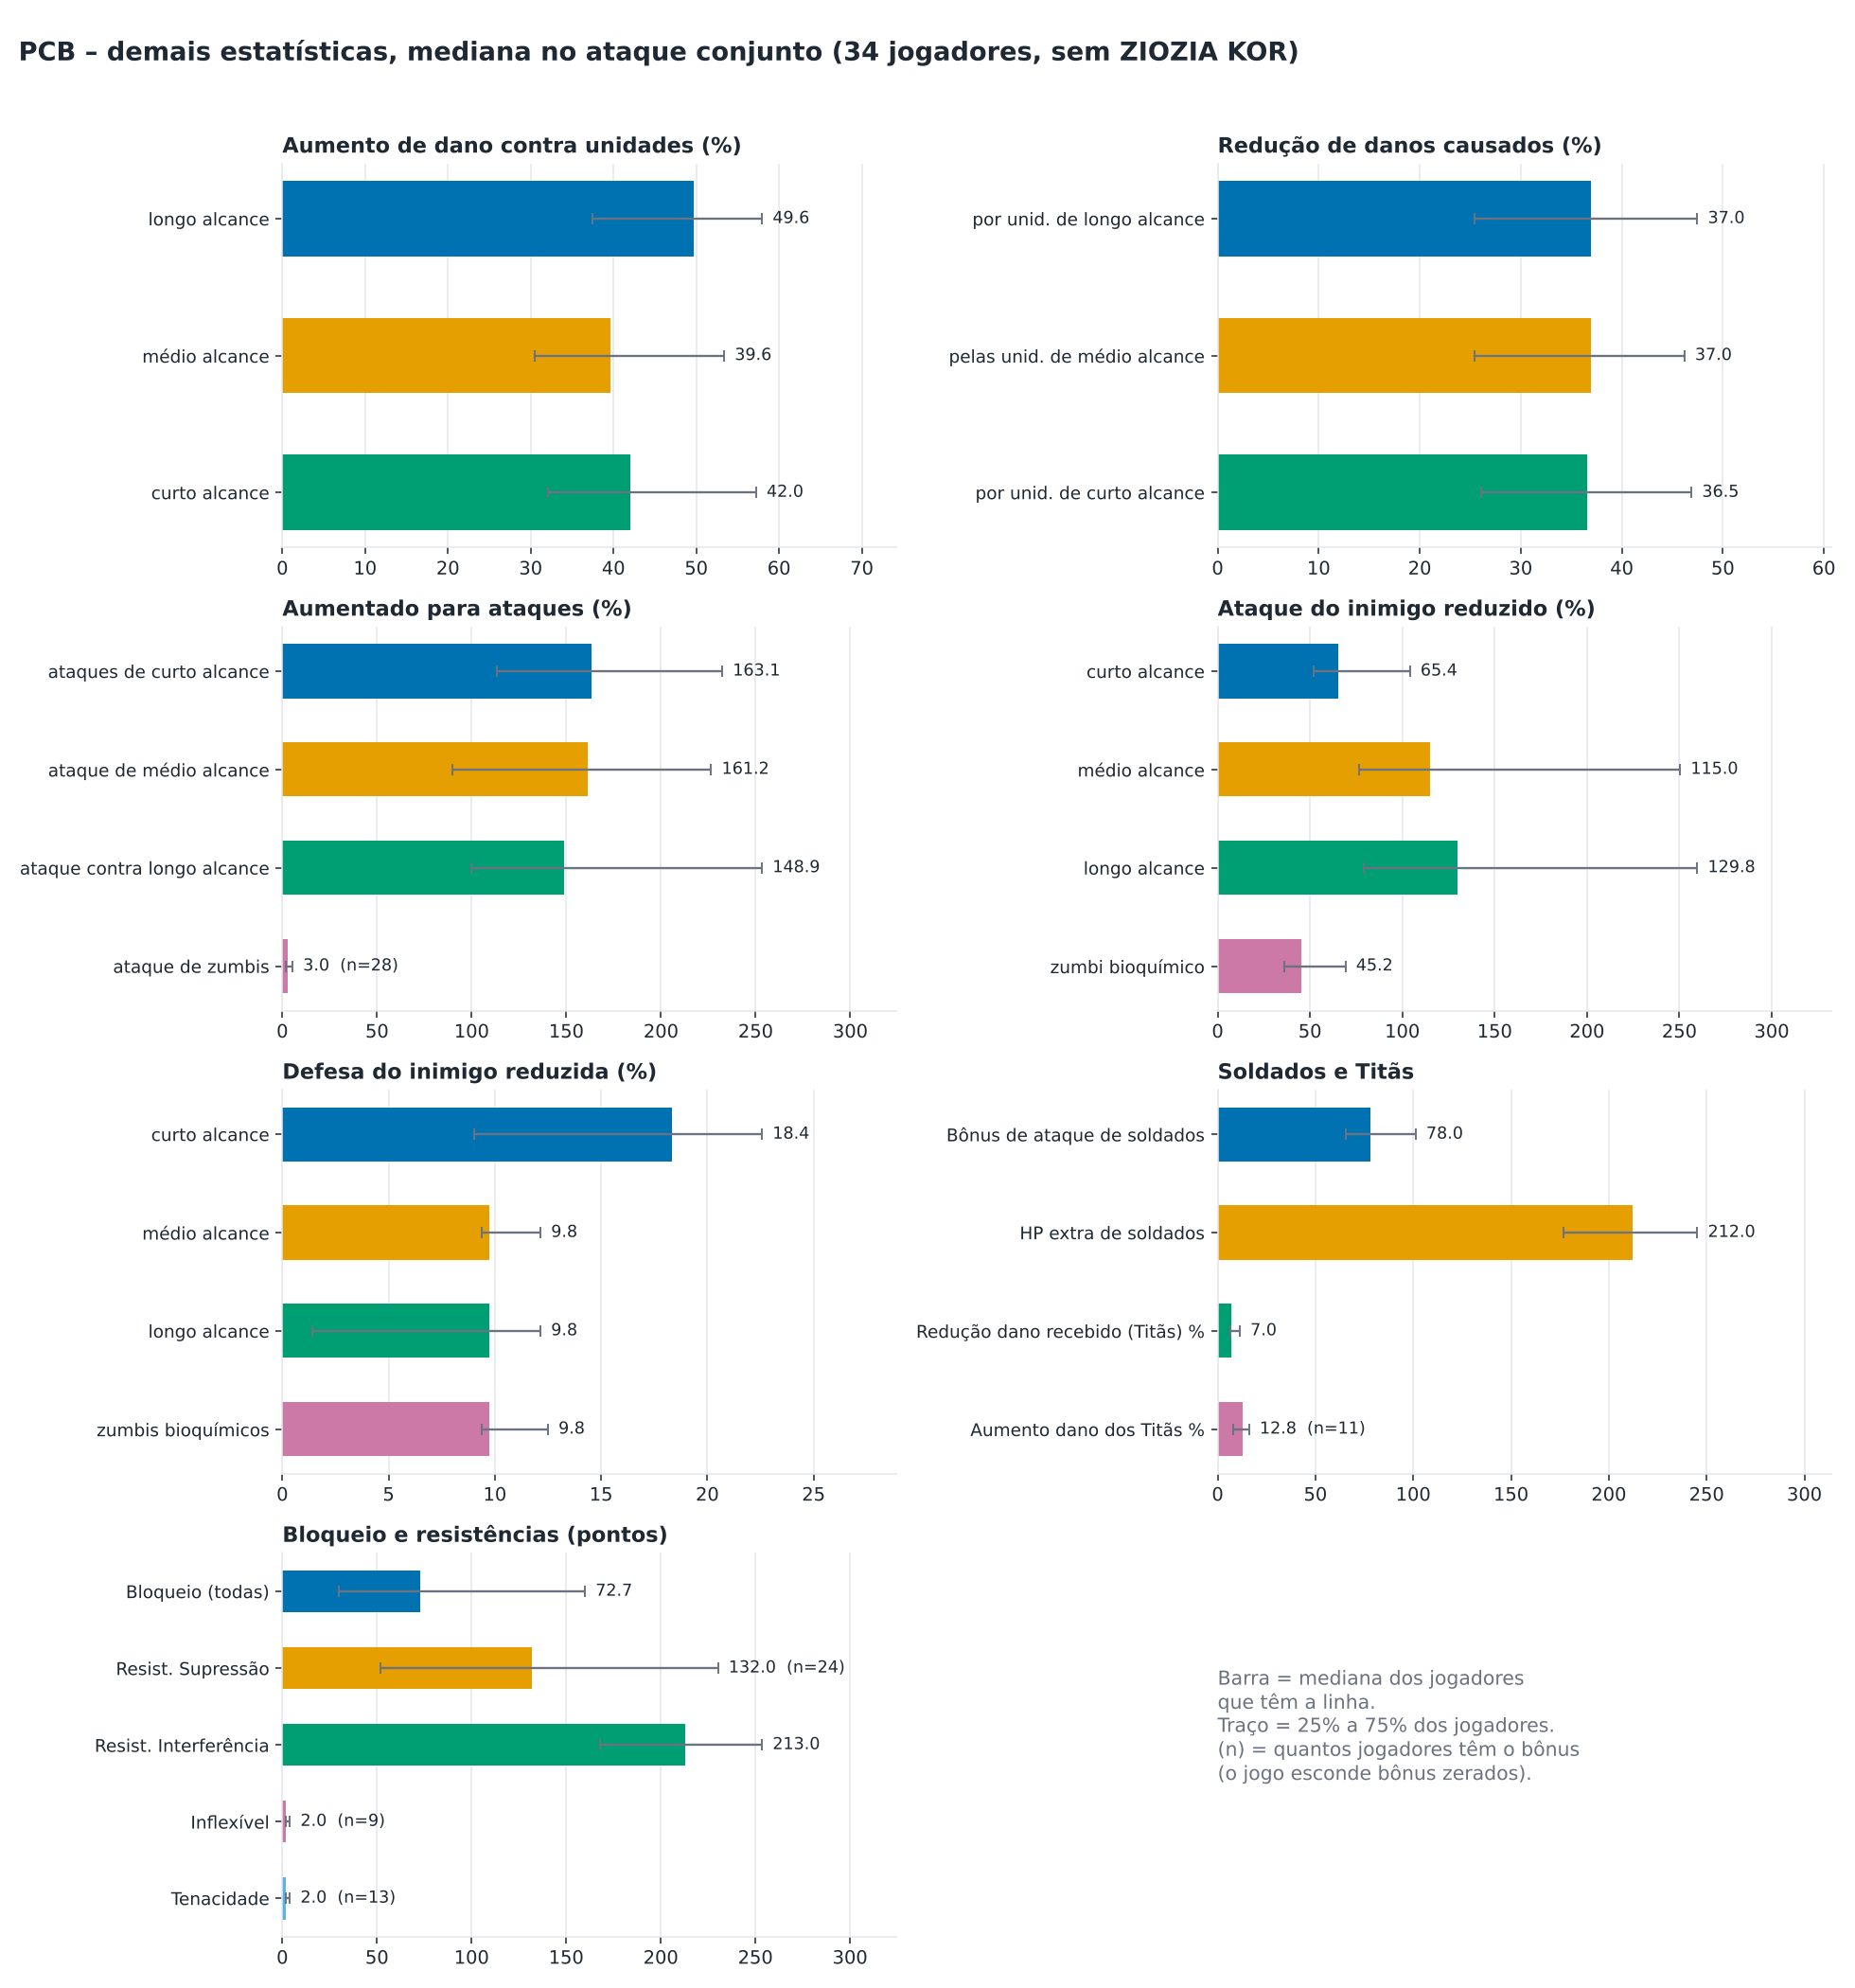 PCB – demais estatísticas, mediana no ataque conjunto (34 jogadores, sem ZIOZIA KOR)
Aumento de dano contra unidades (%)
longo alcance 49.6
médio alcance 39.6
curto alcance 42.0
0 10 20 30 40 50 60 70
Redução de danos causados (%)
por unid. de longo alcance 37.0
pelas unid. de médio alcance 37.0
por unid. de curto alcance 36.5
0 10 20 30 40 50 60
Aumentado para ataques (%)
ataques de curto alcance 163.1
ataque de médio alcance 161.2
ataque contra longo alcance 148.9
ataque de zumbis 3.0 (n=28)
0 50 100 150 200 250 300
Ataque do inimigo reduzido (%)
curto alcance 65.4
médio alcance 115.0
longo alcance 129.8
zumbi bioquímico 45.2
0 50 100 150 200 250 300
Defesa do inimigo reduzida (%)
curto alcance 18.4
médio alcance 9.8
longo alcance 9.8
zumbis bioquímicos 9.8
0 5 10 15 20 25
Soldados e Titãs
Bônus de ataque de soldados 78.0
HP extra de soldados 212.0
Redução dano recebido (Titãs) % 7.0
Aumento dano dos Titãs % 12.8 (n=11)
0 50 100 150 200 250 300
Bloqueio e resistências (pontos)
Bloqueio (todas) 72.7
Resist. Supressão 132.0 (n=24)
Resist. Interferência 213.0
Inflexível 2.0 (n=9)
Tenacidade 2.0 (n=13)
0 50 100 150 200 250 300
Barra = mediana dos jogadores
que têm a linha.
Traço = 25% a 75% dos jogadores.
(n) = quantos jogadores têm o bônus
(o jogo esconde bônus zerados).